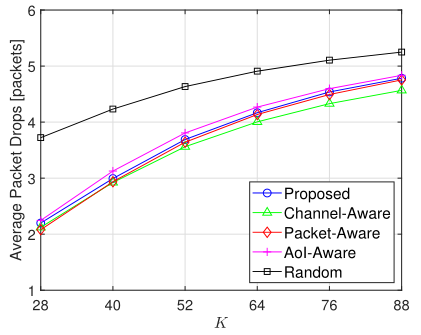 6
5
4
3
2
1
Average Packet Drops [packets]
Proposed
Channel-Aware
Packet-Aware
AoI-Aware
Random
28 40 52 64 76 88
K